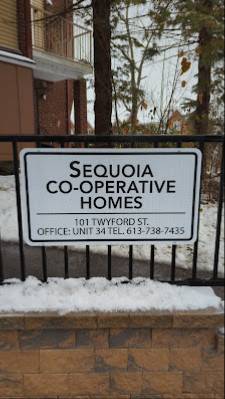 SEQUOIA
CO-OPERATIVE
HOMES
101 TWYFORD ST.
OFFICE: UNIT 34 TEL. 613-738-7435